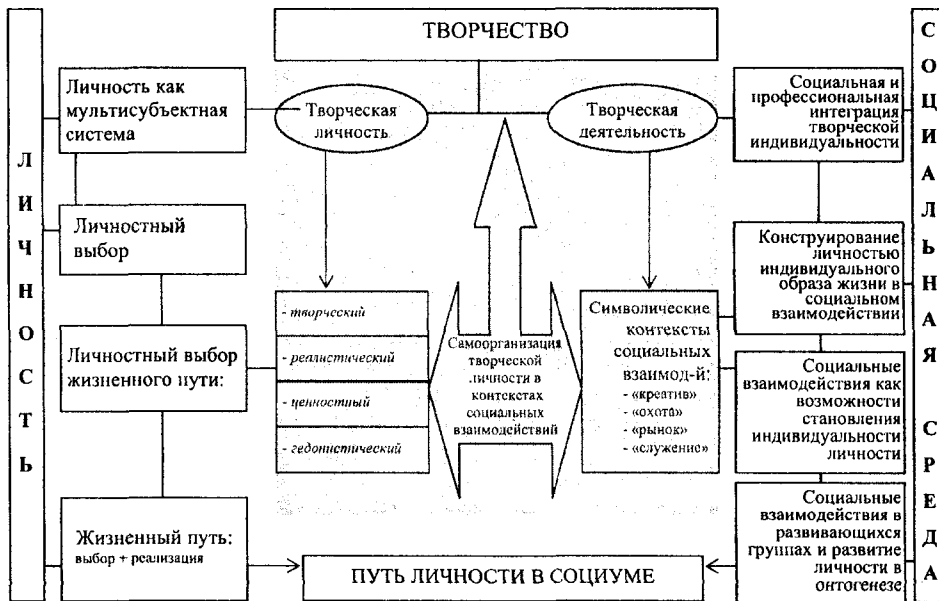 ТВОРЧЕСТВО
ЛИЧНОСТЬ
Личность как
мультисубъектная
система
Личностный
выбор
Личностный выбор
жизненного пути:
Жизненный путь:
выбор + реализация
Творческая
личность
- творческий
- реалистический
- ценностный
- гедонистический
Самоорганизация
творческой
личности в
контекстах
социальных
взаимодействий
Творческая
деятельность
Символические
контексты
социальных
взаимод-й:
- «креатив»
- «охота»
- «рынок»
- «служение»
ПУТЬ ЛИЧНОСТИ В СОЦИУМЕ
Социальная и
профессиональная
интеграция
творческой
индивидуальности
Конструирование
личностью
индивидуального
образа жизни в
социальном
взаимодействии
Социальные
взаимодействия как
возможности
становления
индивидуальности
личности
Социальные
взаимодействия в
развивающихся
группах и развитие
личности в
онтогенезе
СОЦИАЛЬНАЯ СРЕДА